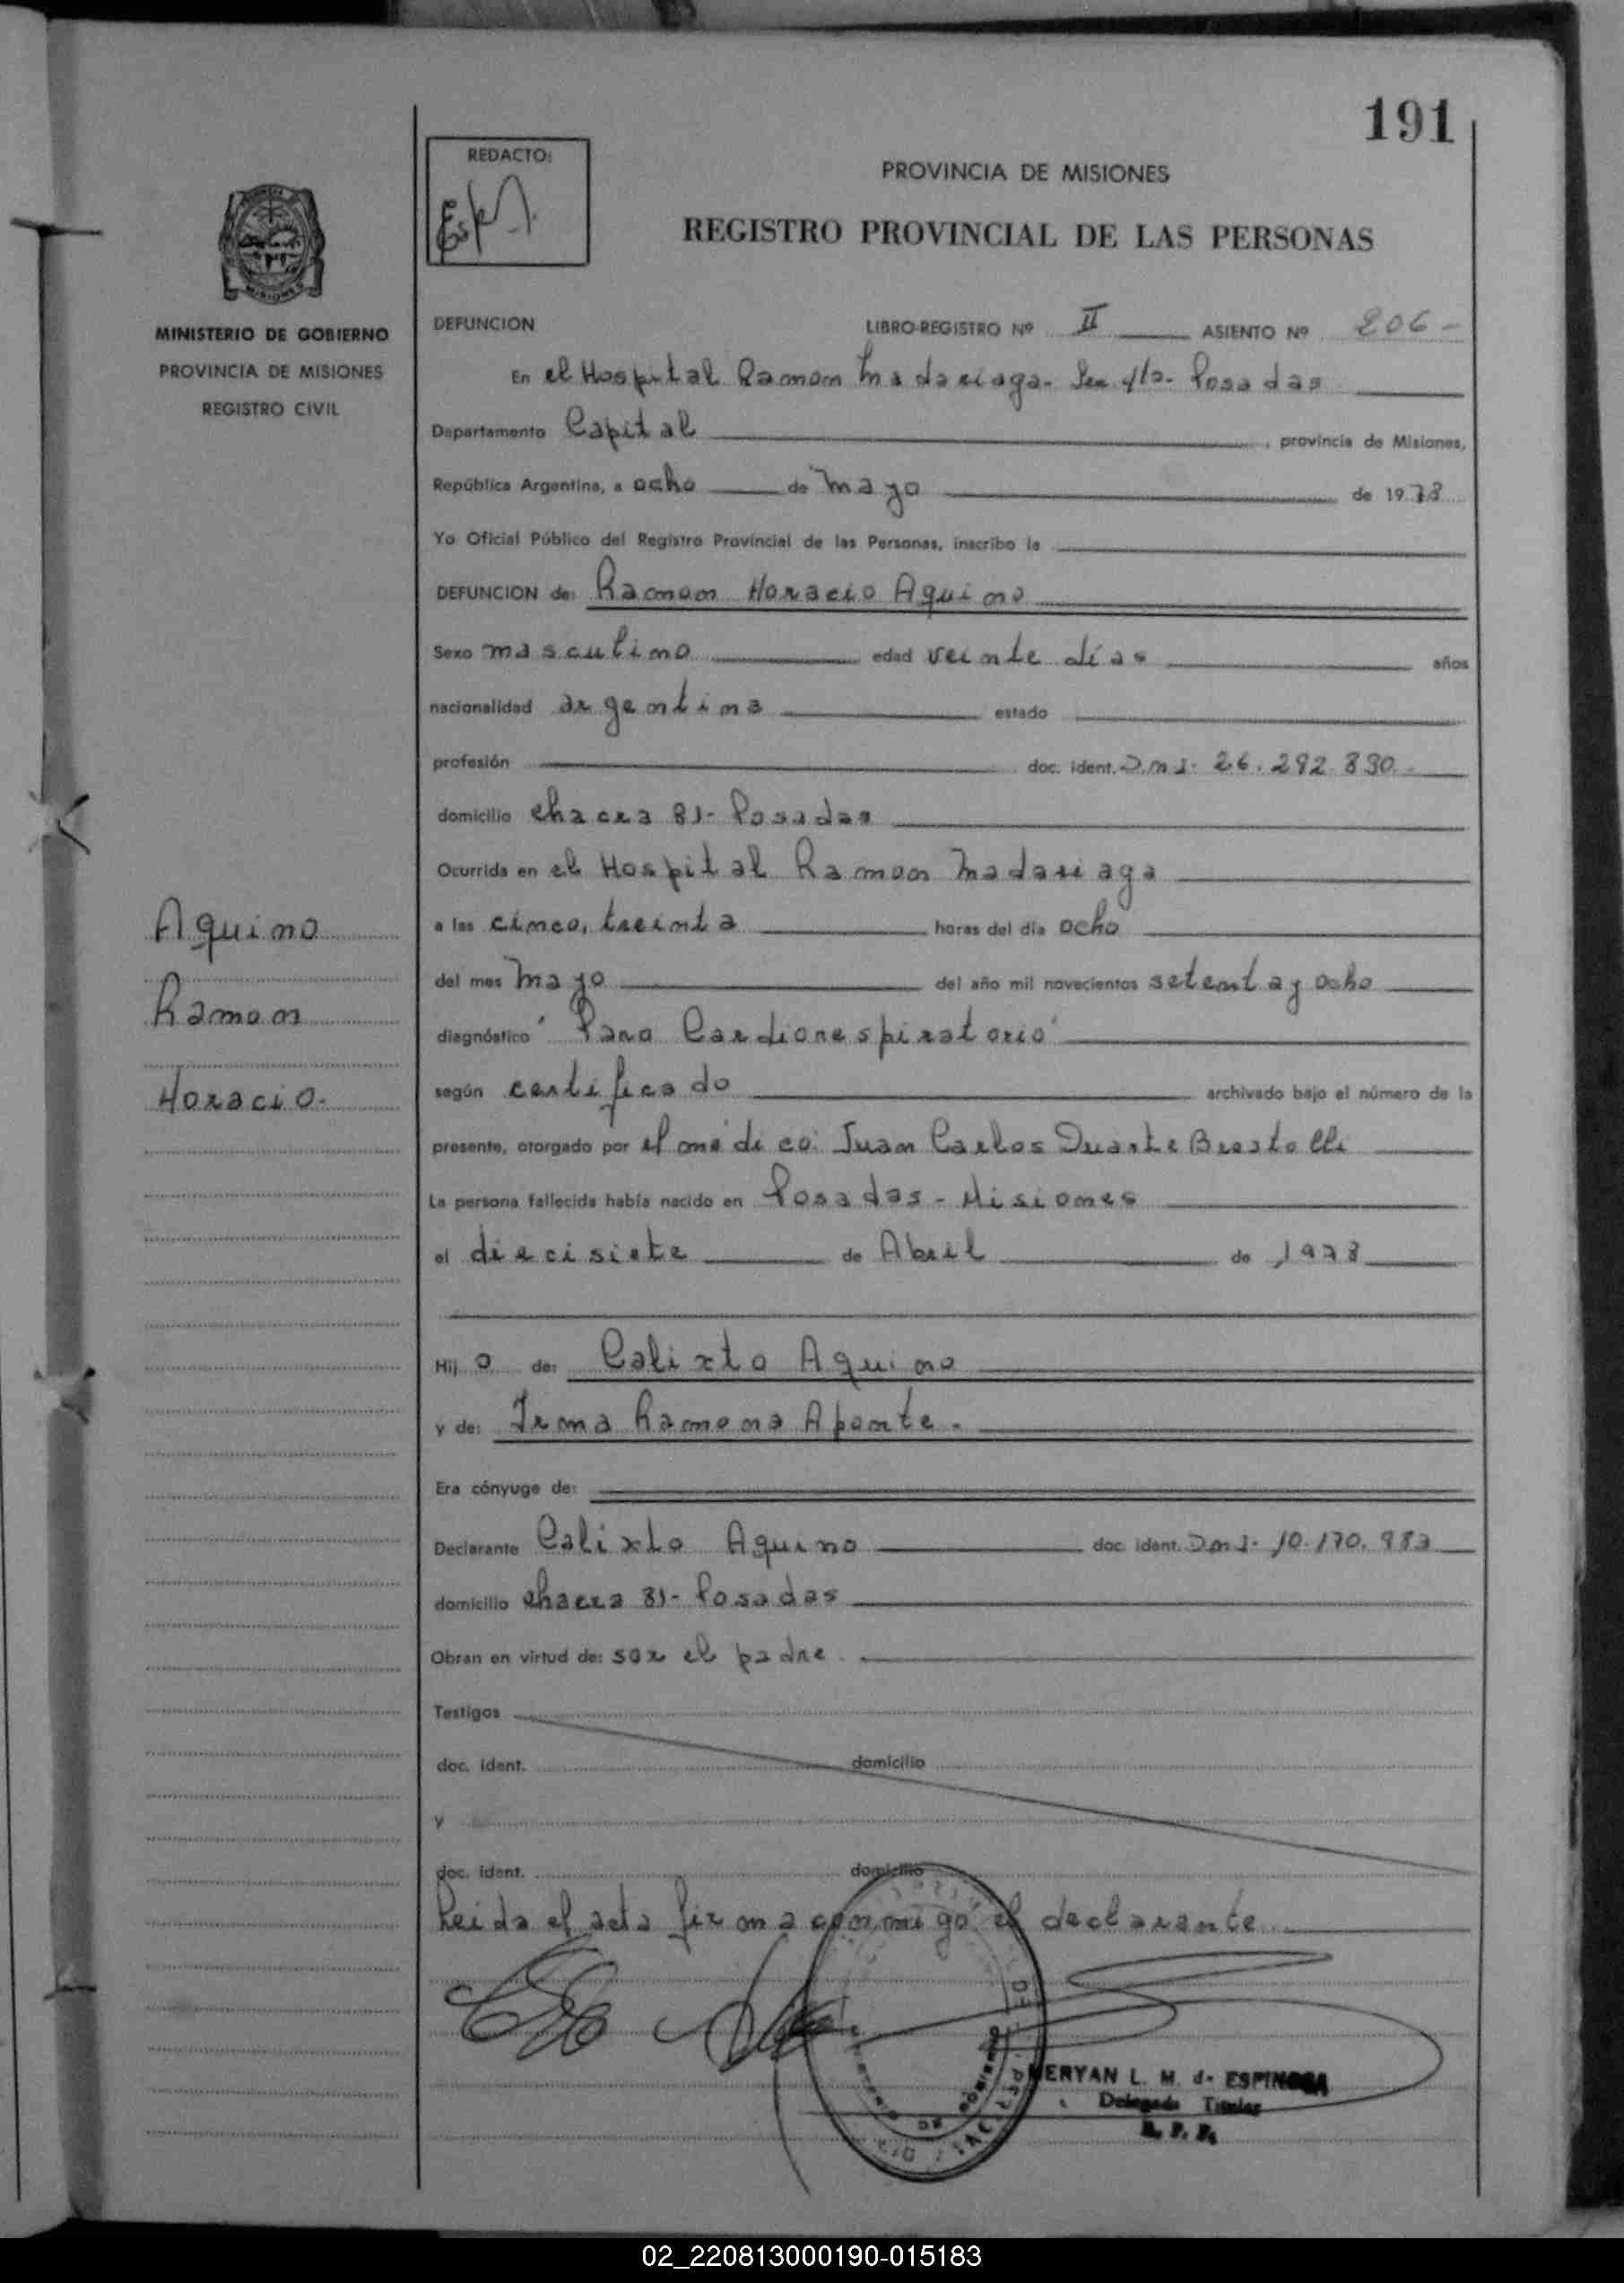 191
REDACTO:
PROVINCIA DE MISIONES
REGISTRO PROVINCIAL DE LAS PERSONAS
MISIONES
MINISTERIO DE GOBIERNO
PROVINCIA DE MISIONES
REGISTRO CIVIL
DEFUNCION LIBRO-REGISTRO Nº II ASIENTO Nº 206-
En el Hospital Ramon Madariaga- Sec 4ta- Posadas
Departamento Capital, provincia de Misiones,
República Argentina, a ocho de Mayo de 1978
Yo Oficial Público del Registro Provincial de las Personas, inscribo la
DEFUNCION de: Ramon Horacio Aquino
Sexo masculino edad veinte días años
nacionalidad argentina estado
profesión doc. ident. D.N.I. 26.292.830.-
domicilio chacra 81- Posadas
Ocurrida en el Hospital Ramon Madariaga
a las cinco, treinta horas del día ocho
del mes Mayo del año mil novecientos setenta y ocho
diagnóstico "Paro Cardiorespiratorio"
según certificado archivado bajo el número de la
presente, otorgado por el médico: Juan Carlos Duarte
La persona fallecida había nacido en Posadas - Misiones
el diecisiete de Abril de 1978
Hijo de: Calixto Aquino
y de: Irma Ramona Aponte.-
Era cónyuge de:
Declarante Calixto Aquino doc. ident. D.N.I. 10.170.983
domicilio chacra 81- Posadas
Obran en virtud de: ser el padre
Testigos
doc. ident. domicilio
y
doc. ident. domicilio
Leida el acta firma conmigo el declarante
Aquino
Ramon
Horacio.
MERYAN L. M. de ESPINOSA
Delegada Titular
R. P. P.
02_220813000190-015183